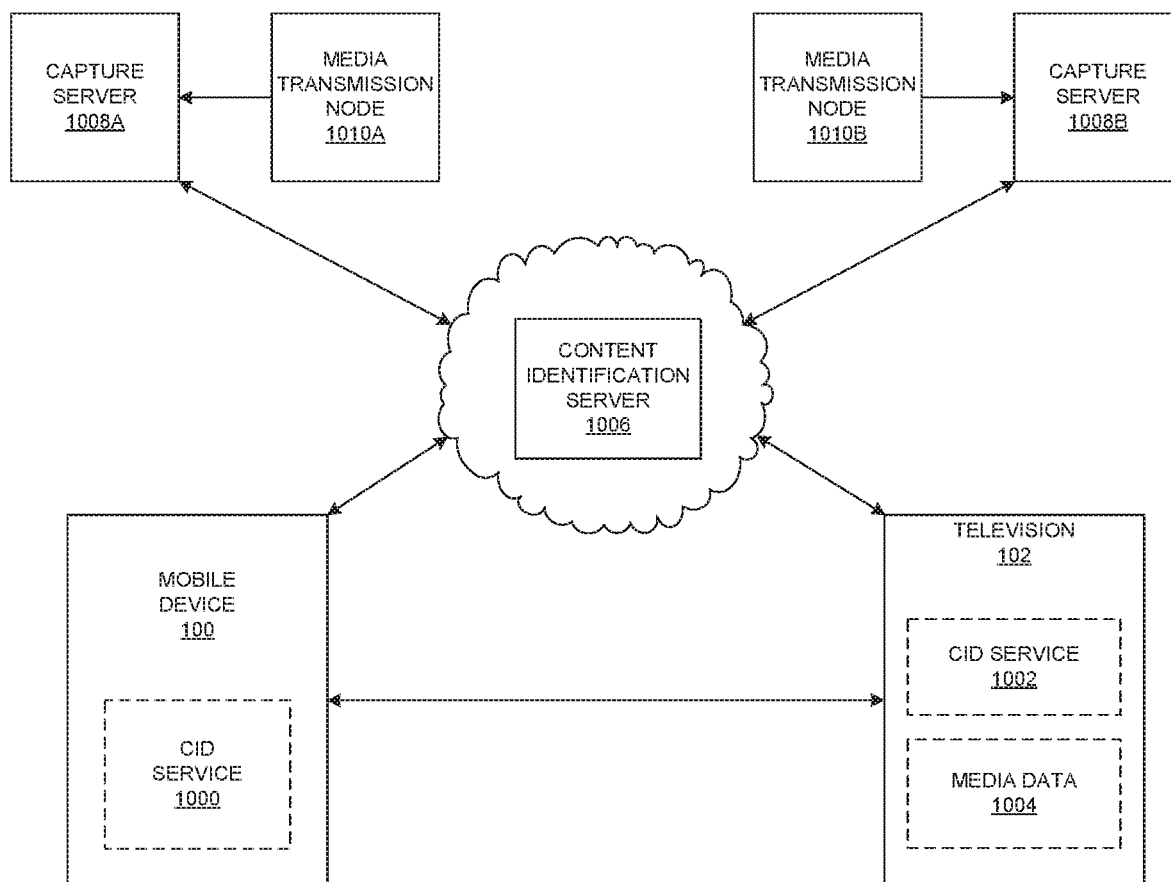 CAPTURE
SERVER
1008A
MEDIA
TRANSMISSION
NODE
1010A
MEDIA
TRANSMISSION
NODE
1010B
CAPTURE
SERVER
1008B
CONTENT
IDENTIFICATION
SERVER
1006
MOBILE
DEVICE
100
CID
SERVICE
1000
TELEVISION
102
CID SERVICE
1002
MEDIA DATA
1004